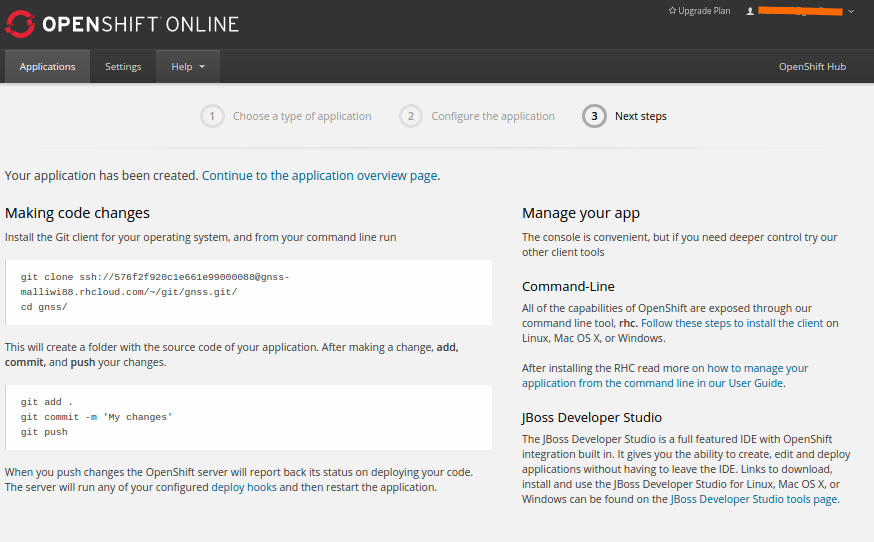 Upgrade Plan
OPENSHIFT ONLINE
Applications Settings Help OpenShift Hub
1 Choose a type of application 2 Configure the application 3 Next steps
Your application has been created. Continue to the application overview page.
Making code changes
Install the Git client for your operating system, and from your command line run
git clone ssh://576f2f920c1e661e99000088@gnss-
malliwi88.rhcloud.com/~/git/gnss.git/
cd gnss/
This will create a folder with the source code of your application. After making a change, add,
commit, and push your changes.
git add .
git commit -m 'My changes'
git push
When you push changes the OpenShift server will report back its status on deploying your code.
The server will run any of your configured deploy hooks and then restart the application.
Manage your app
The console is convenient, but if you need deeper control try our
other client tools
Command-Line
All of the capabilities of OpenShift are exposed through our
command line tool, rhc. Follow these steps to install the client on
Linux, Mac OS X, or Windows.
After installing the RHC read more on how to manage your
application from the command line in our User Guide.
JBoss Developer Studio
The JBoss Developer Studio is a full featured IDE with OpenShift
integration built in. It gives you the ability to create, edit and deploy
applications without having to leave the IDE. Links to download,
install and use the JBoss Developer Studio for Linux, Mac OS X, or
Windows can be found on the JBoss Developer Studio tools page.